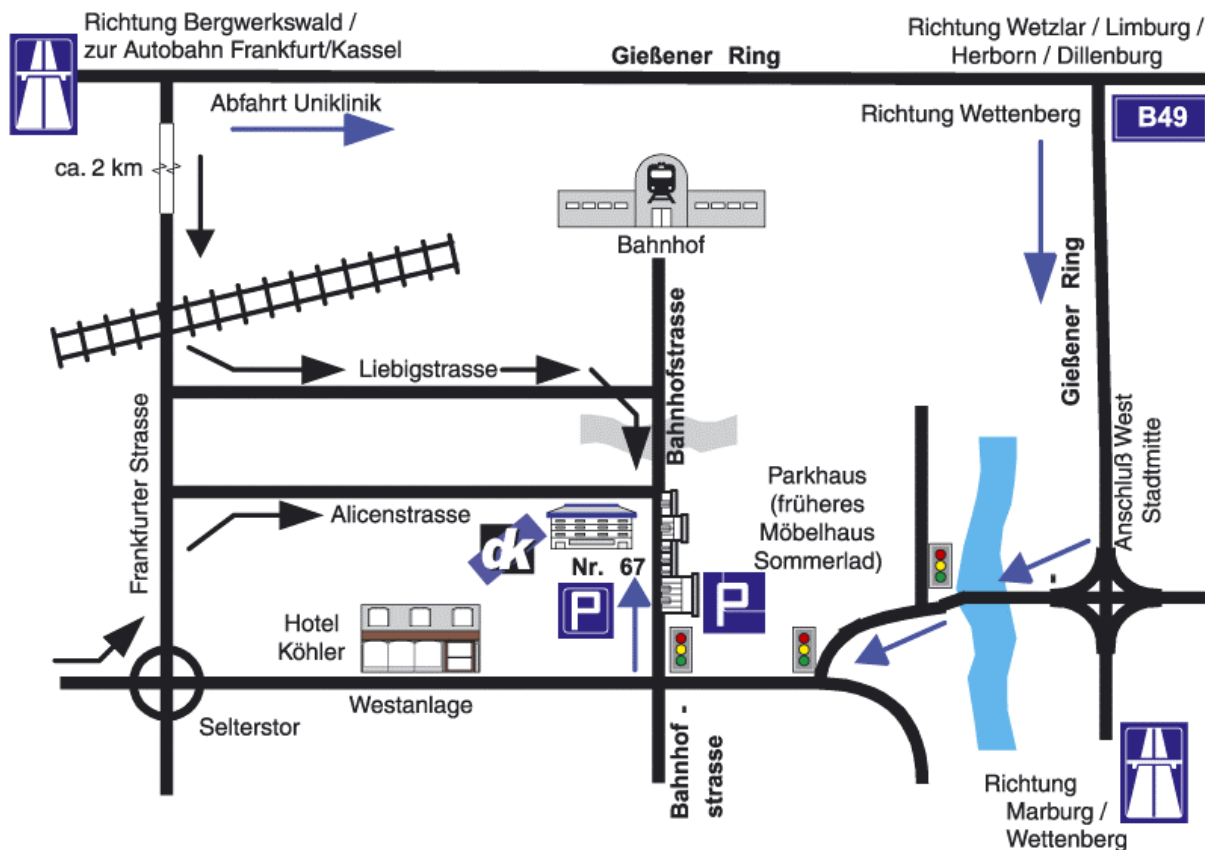 Richtung Bergwerkswald /
zur Autobahn Frankfurt/Kassel
Gießener Ring
Richtung Wetzlar / Limburg /
Herborn / Dillenburg
Abfahrt Uniklinik
Richtung Wettenberg
B49
ca. 2 km
Bahnhof
Gießener Ring
Liebigstrasse
Bahnhofstrasse
Frankfurter Strasse
Anschluß West
Stadtmitte
Parkhaus
(früheres
Möbelhaus
Sommerlad)
Alicenstrasse
dk
Nr. 67
P
P
Hotel
Köhler
Westanlage
Selterstor
Bahnhof -
strasse
Richtung
Marburg /
Wettenberg